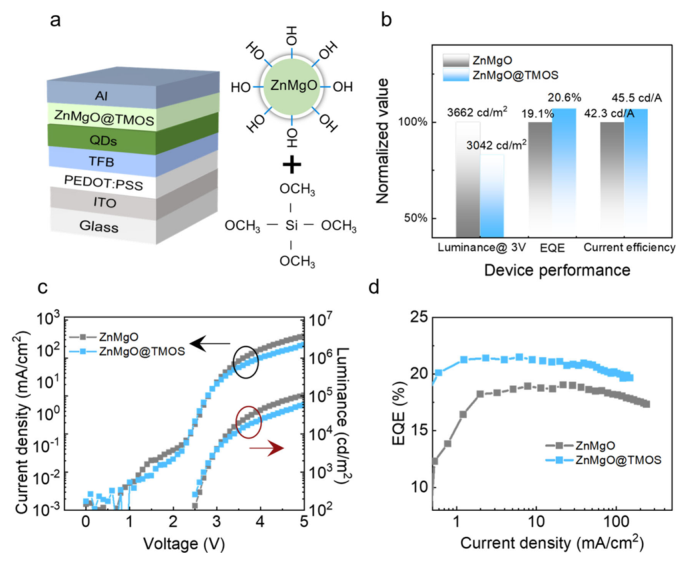 a
Al
ZnMgO@TMOS
QDs
TFB
PEDOT:PSS
ITO
Glass
OH
HO
OH
HO
OH
HO
OH
OH
ZnMgO
+
OCH₃
OCH₃
Si
OCH₃
OCH₃
b
Normalized value
100%
50%
ZnMgO
ZnMgO@TMOS
3662 cd/m²
3042 cd/m²
19.1%
20.6%
42.3 cd/A
45.5 cd/A
Luminance@ 3V
EQE
Current efficiency
Device performance
c
Current density (mA/cm²)
10³
10²
10¹
10⁰
10⁻¹
10⁻²
10⁻³
ZnMgO
ZnMgO@TMOS
10⁷
10⁶
10⁵
10⁴
10³
10²
Luminance (cd/m²)
0
1
2
3
4
5
Voltage (V)
d
EQE (%)
25
20
15
10
ZnMgO
ZnMgO@TMOS
1
10
100
Current density (mA/cm²)